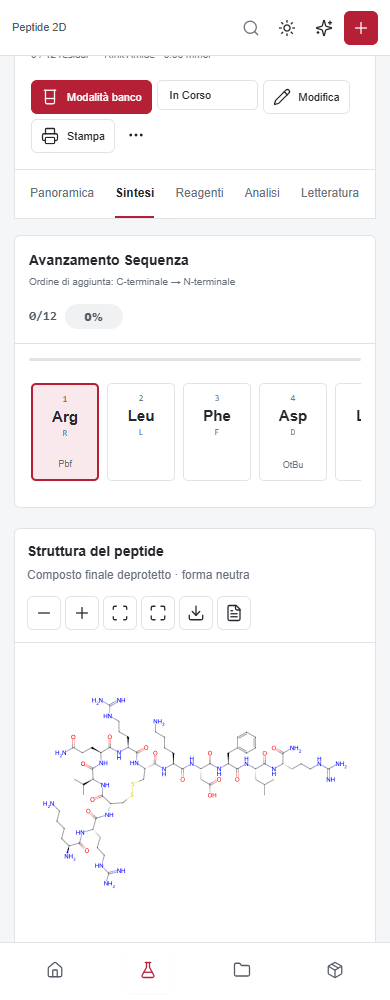 Peptide 2D
Modalità banco
In Corso
Modifica
Stampa
Panoramica
Sintesi
Reagenti
Analisi
Letteratura
Avanzamento Sequenza
Ordine di aggiunta: C-terminale → N-terminale
0/12
0%
1
Arg
R
Pbf
2
Leu
L
3
Phe
F
4
Asp
D
OtBu
L
Struttura del peptide
Composto finale deprotetto · forma neutra